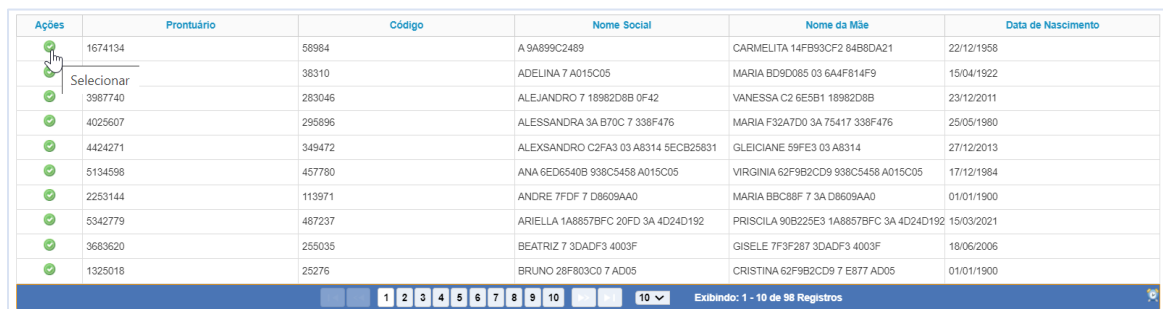 Ações Prontuário Código Nome Social Nome da Mãe Data de Nascimento
1674134 58984 A 9A899C2489 CARMELITA 14FB93CF2 84B8DA21 22/12/1958
Selecionar
38310 ADELINA 7 A015C05 MARIA BD9D085 03 6A4F814F9 15/04/1922
3987740 283046 ALEJANDRO 7 18982D8B 0F42 VANESSA C2 6E5B1 18982D8B 23/12/2011
4025607 295896 ALESSANDRA 3A B70C 7 338F476 MARIA F32A7D0 3A 75417 338F476 25/05/1980
4424271 349472 ALEXSANDRO C2FA3 03 A8314 5ECB25831 GLEICIANE 59FE3 03 A8314 27/12/2013
5134598 457780 ANA 6ED6540B 938C5458 A015C05 VIRGINIA 62F9B2CD9 938C5458 A015C05 17/12/1984
2253144 113971 ANDRE 7FDF 7 D8609AA0 MARIA BBC88F 7 3A D8609AA0 01/01/1900
5342779 487237 ARIELLA 1A8857BFC 20FD 3A 4D24D192 PRISCILA 90B225E3 1A8857BFC 3A 4D24D192 15/03/2021
3683620 255035 BEATRIZ 7 3DADF3 4003F GISELE 7F3F287 3DADF3 4003F 18/06/2006
1325018 25276 BRUNO 28F803C0 7 AD05 CRISTINA 62F9B2CD9 7 E877 AD05 01/01/1900
1 2 3 4 5 6 7 8 9 10 10 Exibindo: 1 - 10 de 98 Registros